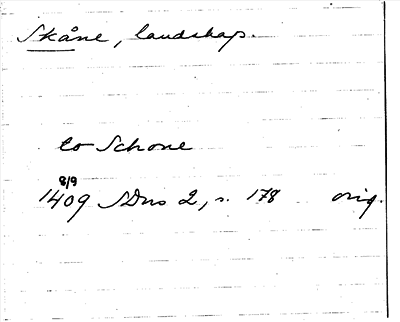 Skåne, landskap.
to Schone
8/9
1409 SDns 2, s. 178 orig.